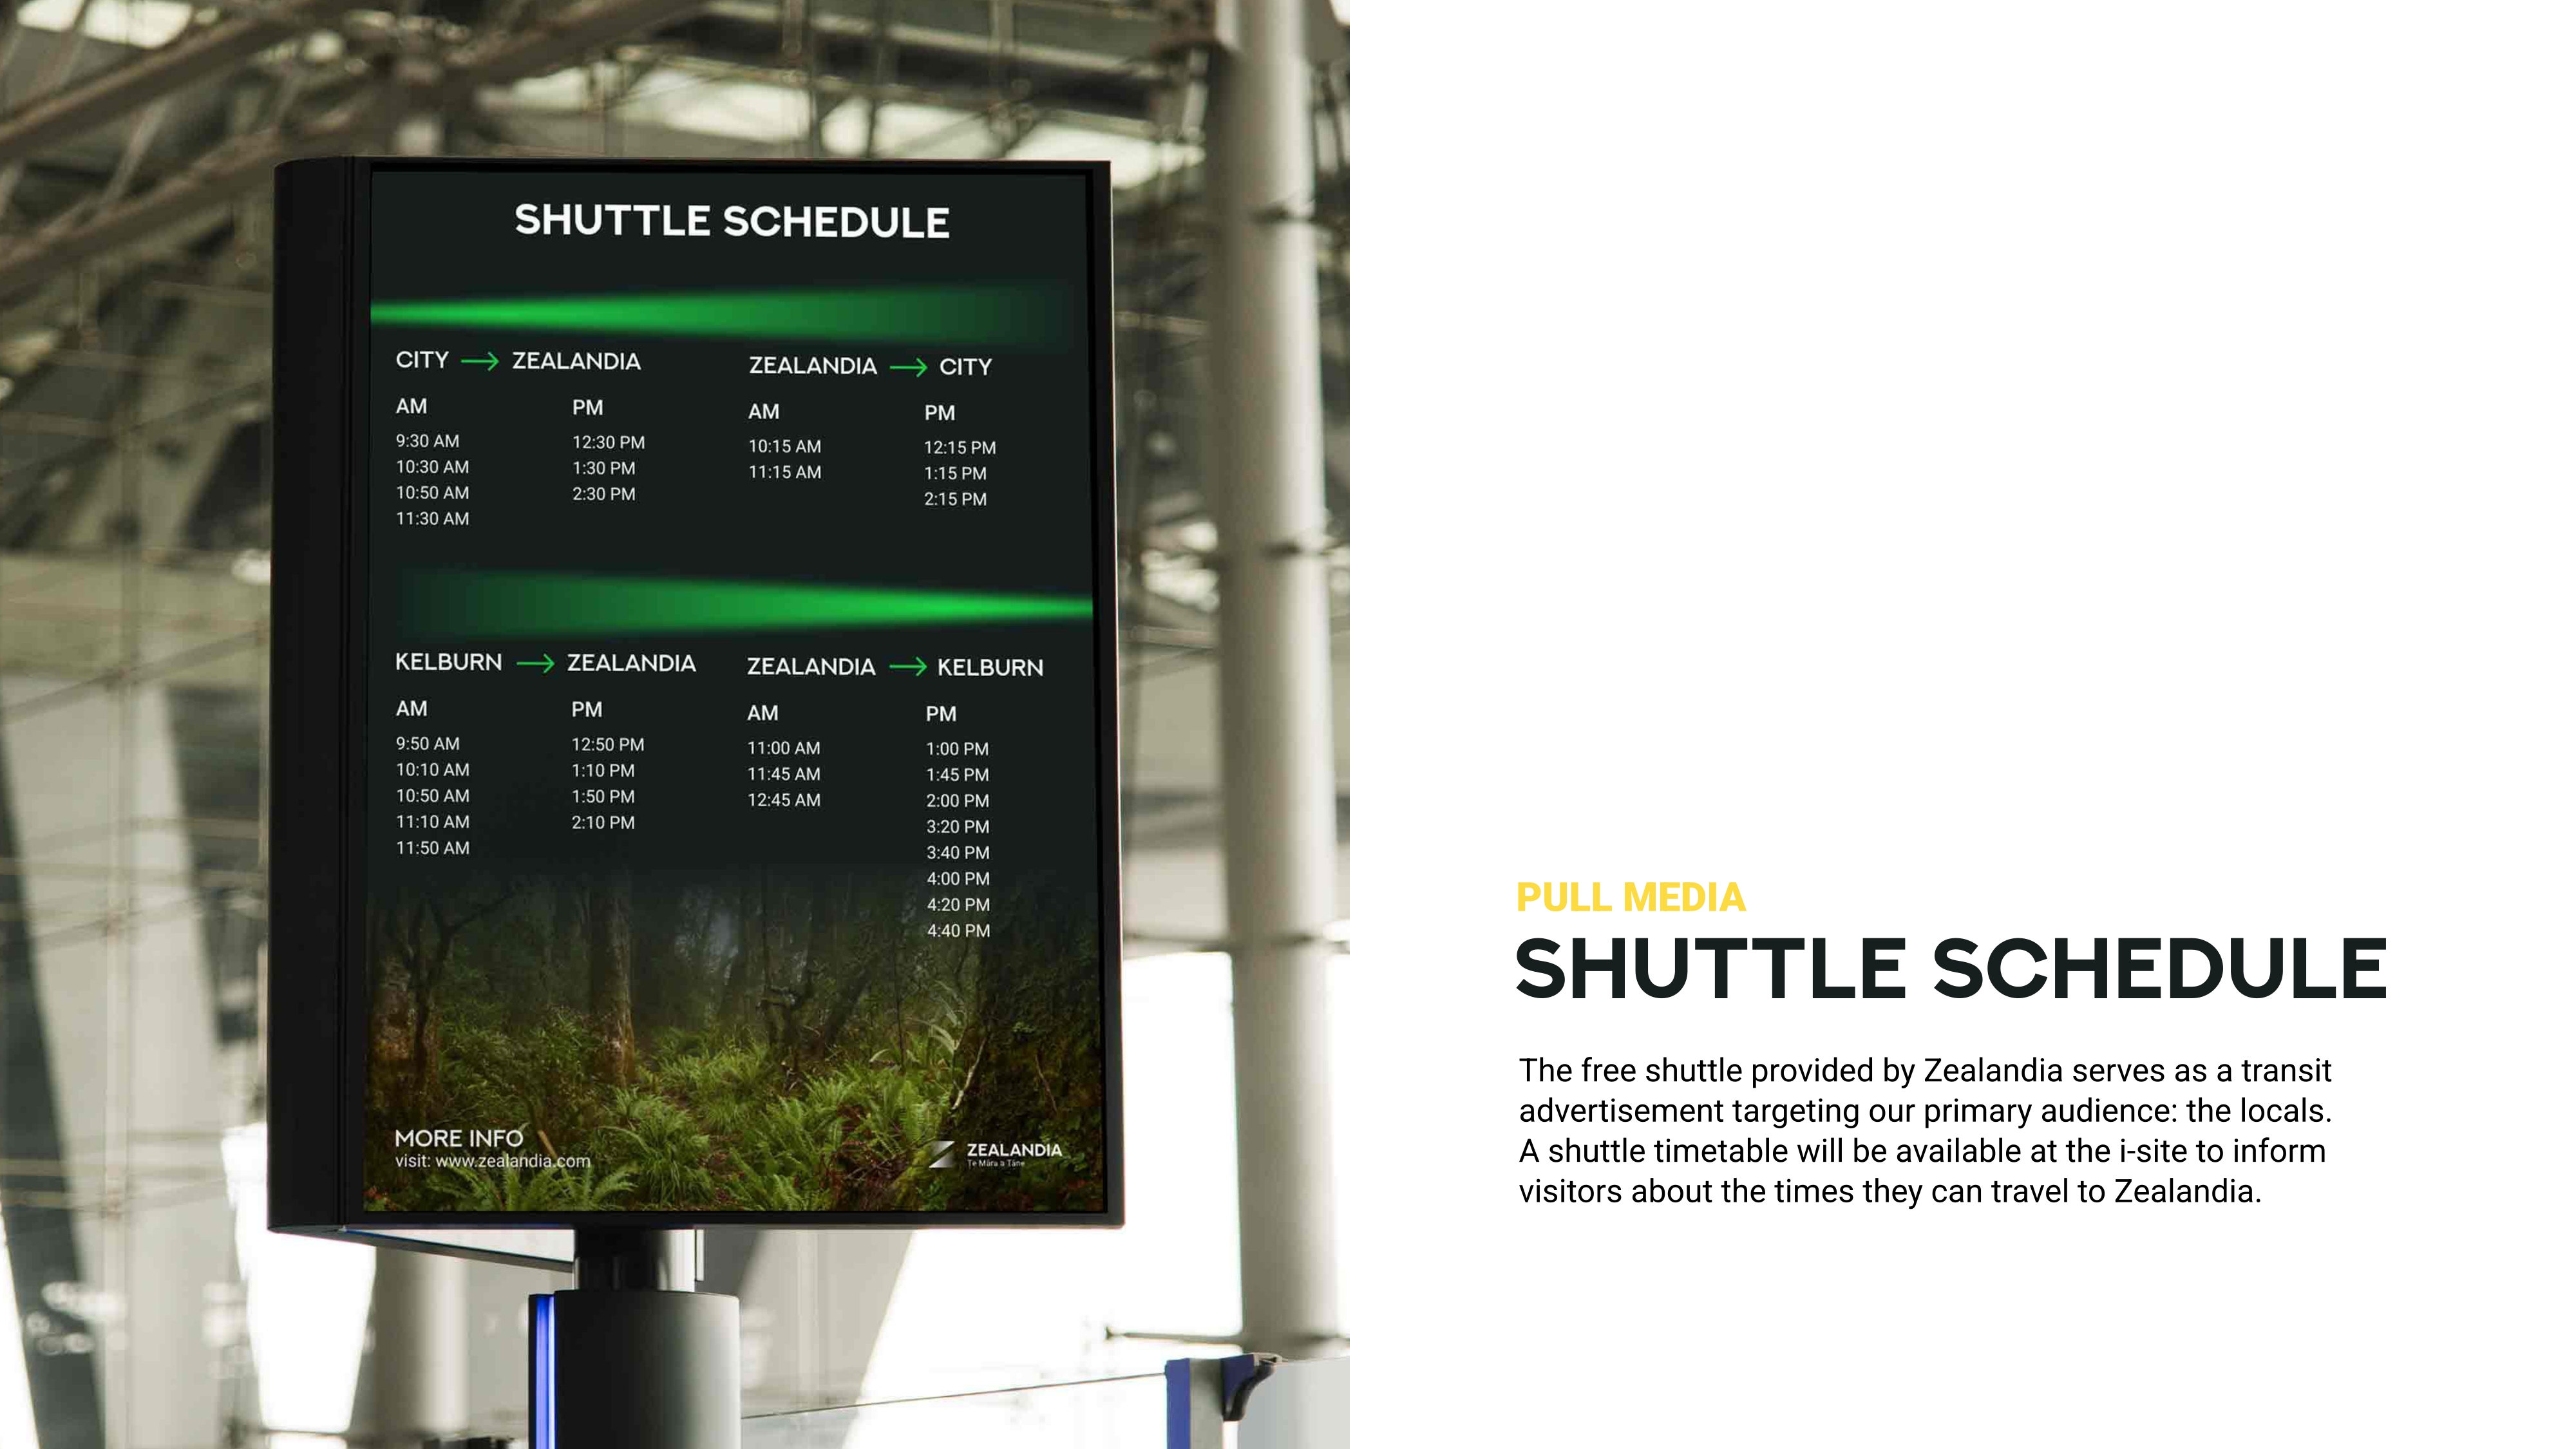 SHUTTLE SCHEDULE
CITY → ZEALANDIA
AM
9:30 AM
10:30 AM
10:50 AM
11:30 AM
PM
12:30 PM
1:30 PM
2:30 PM
ZEALANDIA → CITY
AM
10:15 AM
11:15 AM
PM
12:15 PM
1:15 PM
2:15 PM
KELBURN → ZEALANDIA
AM
9:50 AM
10:10 AM
10:50 AM
11:10 AM
11:50 AM
PM
12:50 PM
1:10 PM
1:50 PM
2:10 PM
ZEALANDIA → KELBURN
AM
11:00 AM
11:45 AM
12:45 AM
PM
1:00 PM
1:45 PM
2:00 PM
3:20 PM
3:40 PM
4:00 PM
4:20 PM
4:40 PM
MORE INFO
visit: www.zealandia.com
ZEALANDIA
Te Māra a Tāne
PULL MEDIA
SHUTTLE SCHEDULE
The free shuttle provided by Zealandia serves as a transit
advertisement targeting our primary audience: the locals.
A shuttle timetable will be available at the i-site to inform
visitors about the times they can travel to Zealandia.